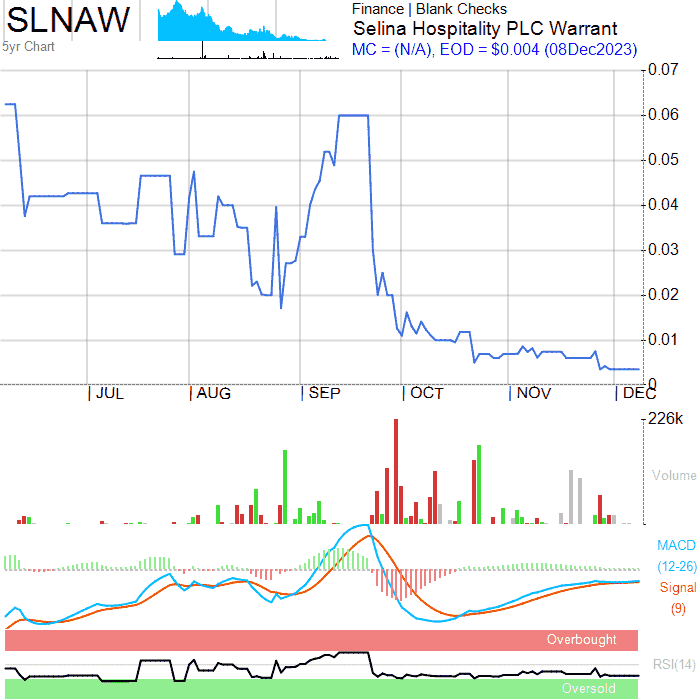 SLNAW
5yr Chart
Finance | Blank Checks
Selina Hospitality PLC Warrant
MC = (N/A), EOD = $0.004 (08Dec2023)
0.07
0.06
0.05
0.04
0.03
0.02
0.01
0
JUL AUG SEP OCT NOV DEC
226k
Volume
MACD
(12-26)
Signal
(9)
Overbought
RSI(14)
Oversold